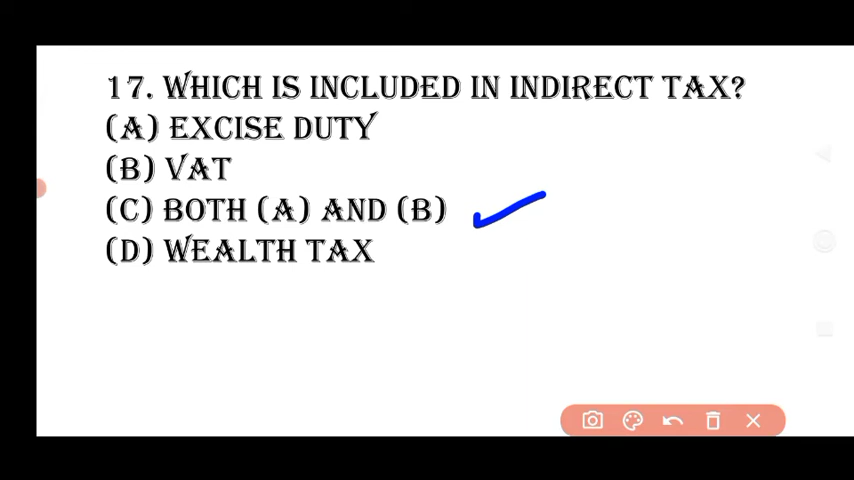 17. WHICH IS INCLUDED IN INDIRECT TAX?
(A) EXCISE DUTY
(B) VAT
(C) BOTH (A) AND (B)
(D) WEALTH TAX